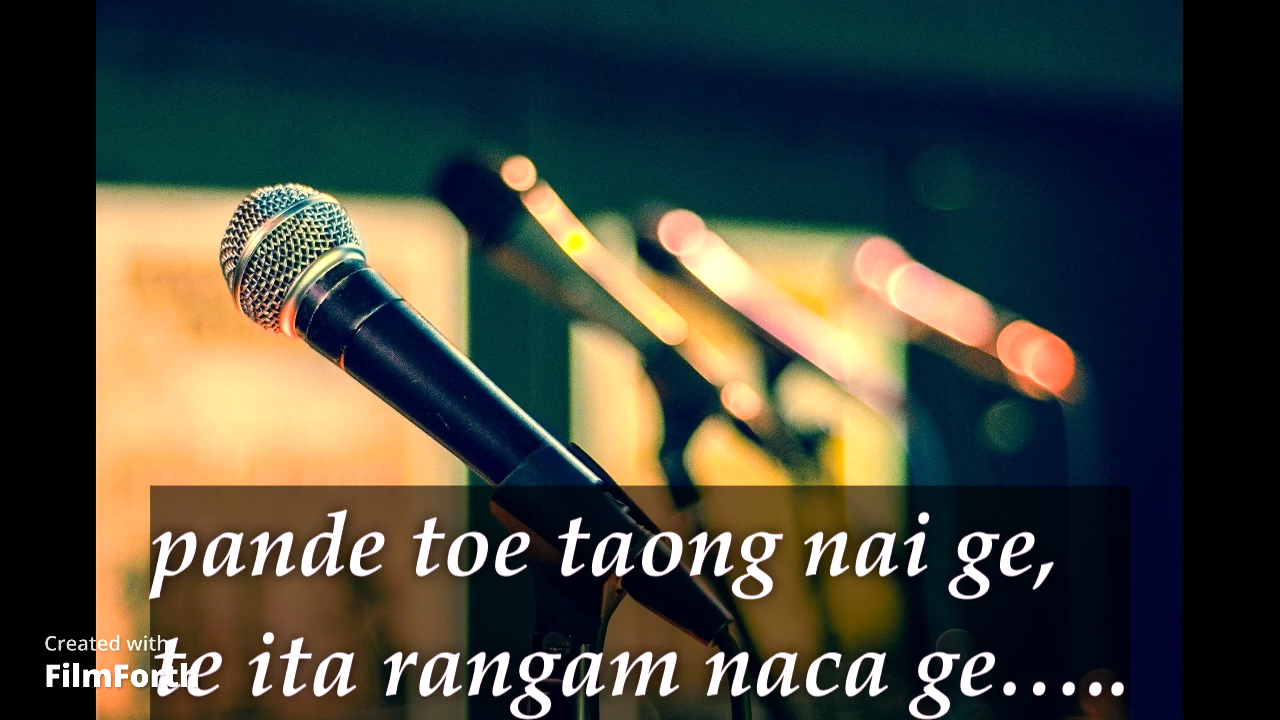 pande toe taong nai ge,
te ita rangam naca ge.....
Created with
FilmForth